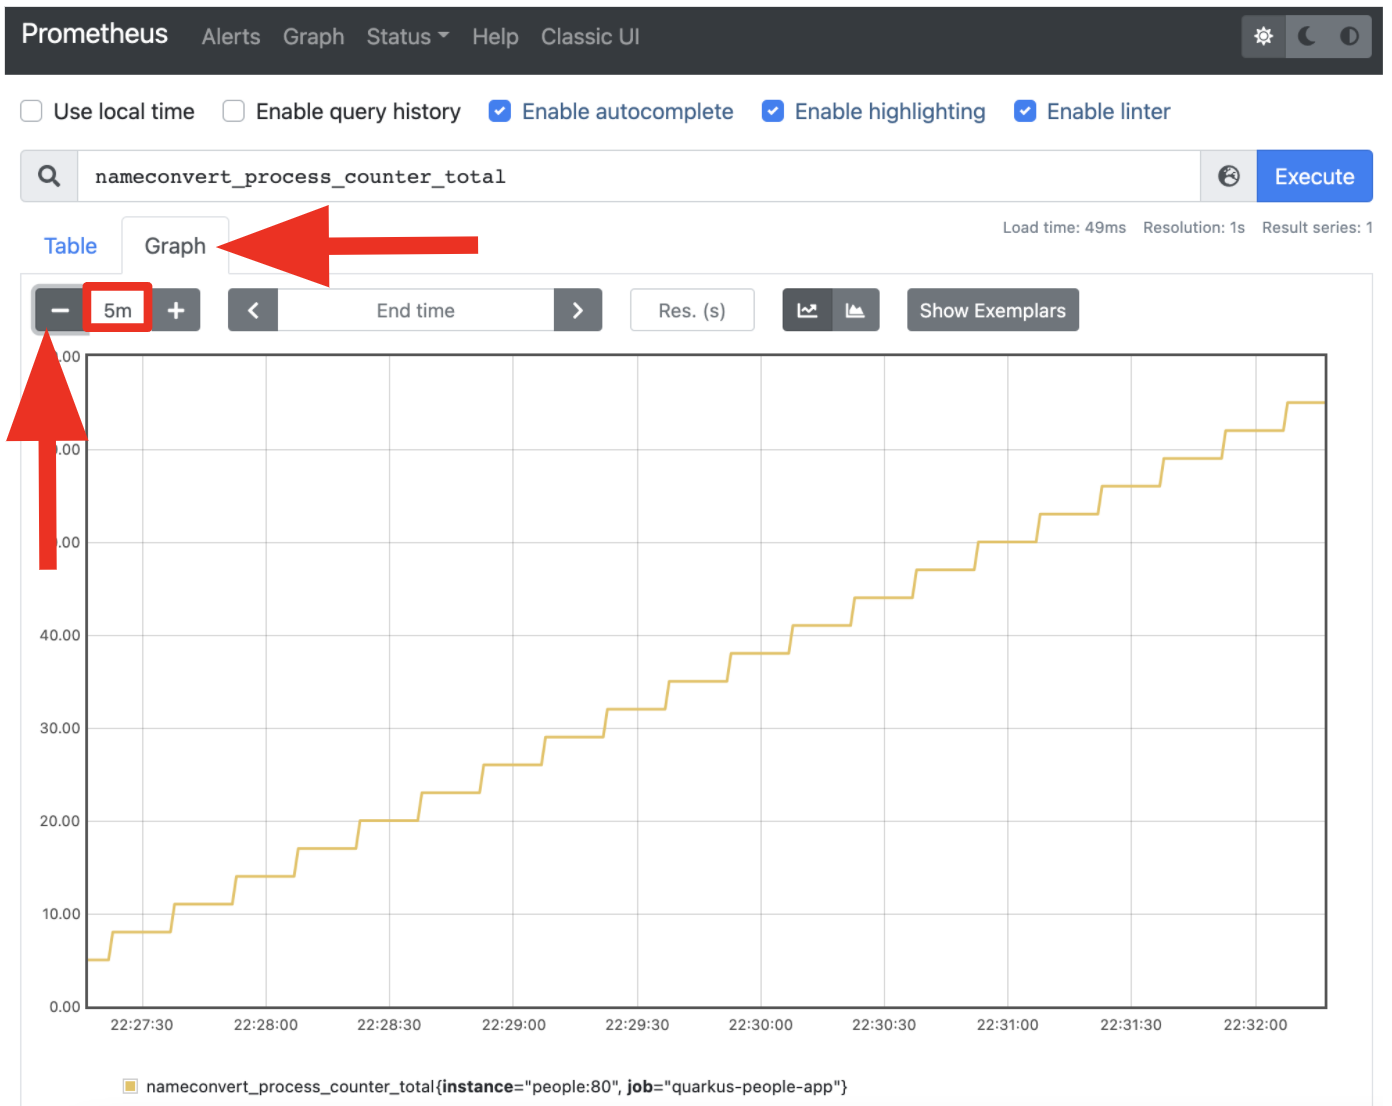 Prometheus Alerts Graph Status Help Classic UI
Use local time Enable query history Enable autocomplete Enable highlighting Enable linter
nameconvert_process_counter_total Execute
Load time: 49ms Resolution: 1s Result series: 1
Table Graph
5m End time Res. (s) Show Exemplars
.00
.00
.00
40.00
30.00
20.00
10.00
0.00
22:27:30 22:28:00 22:28:30 22:29:00 22:29:30 22:30:00 22:30:30 22:31:00 22:31:30 22:32:00
nameconvert_process_counter_total{instance="people:80", job="quarkus-people-app"}